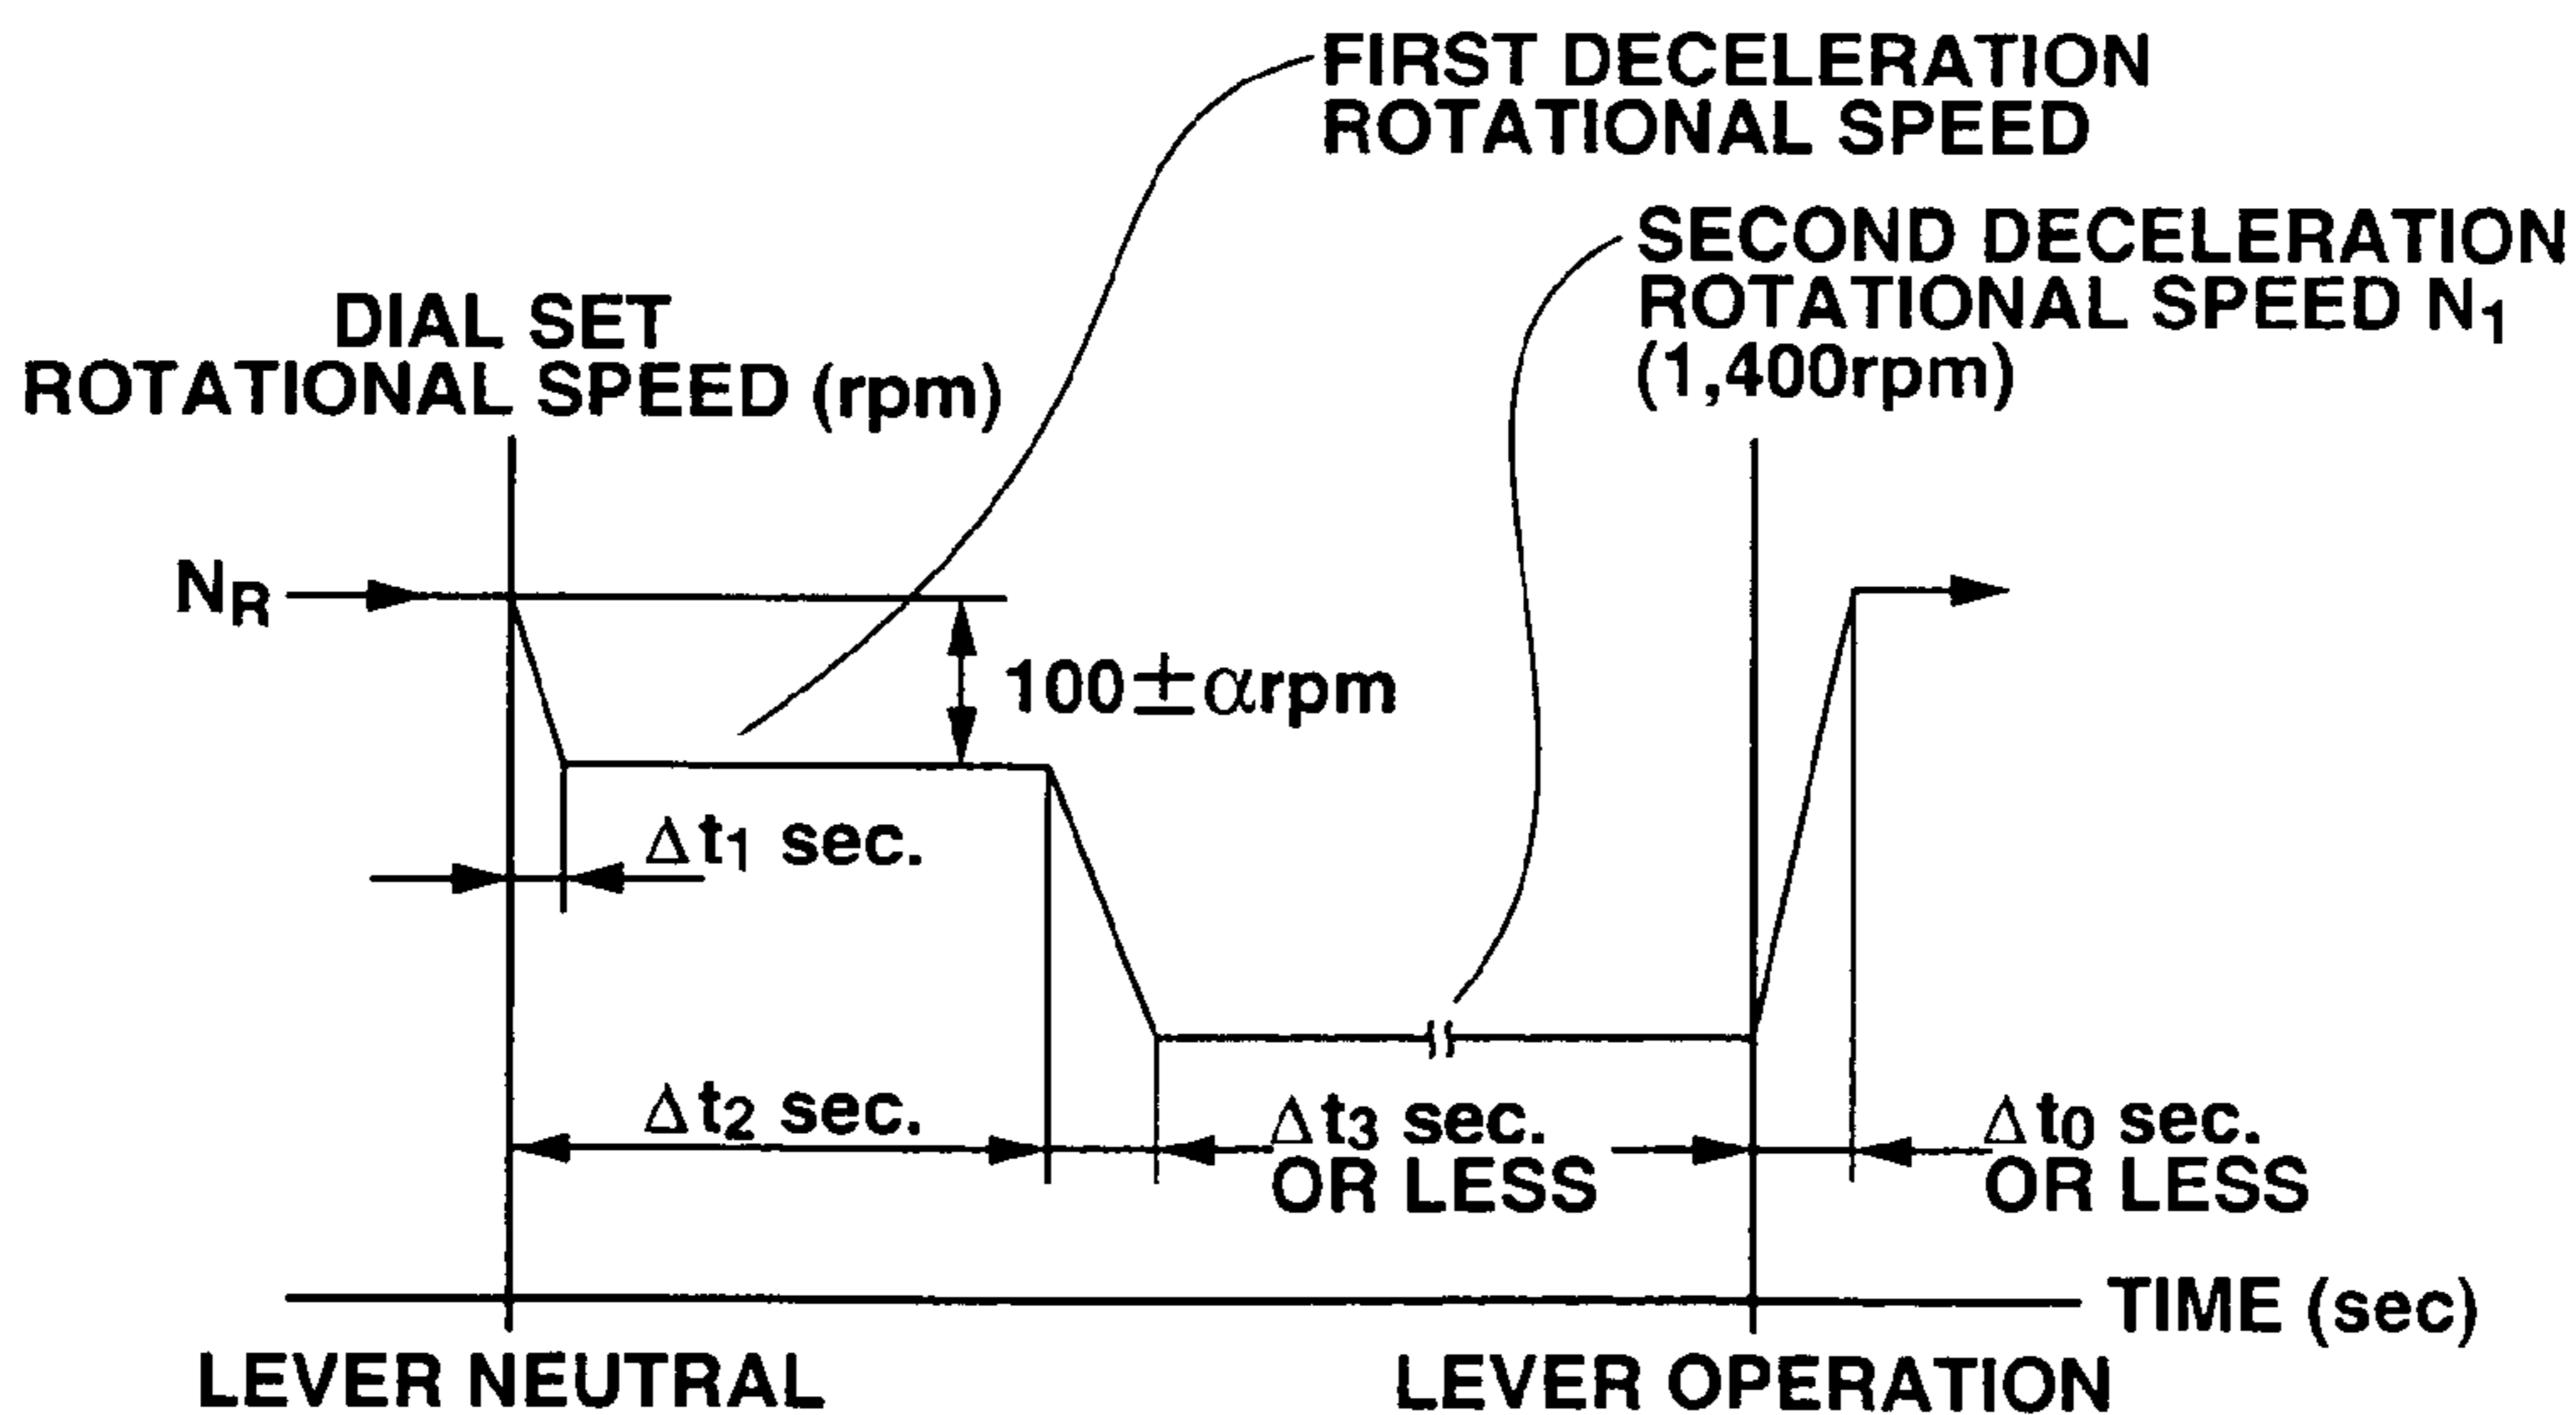 FIRST DECELERATION
ROTATIONAL SPEED
SECOND DECELERATION
ROTATIONAL SPEED N₁
(1,400rpm)
DIAL SET
ROTATIONAL SPEED (rpm)
N_R
100±αrpm
Δt₁ sec.
Δt₂ sec.
Δt₃ sec.
OR LESS
Δt₀ sec.
OR LESS
TIME (sec)
LEVER NEUTRAL
LEVER OPERATION